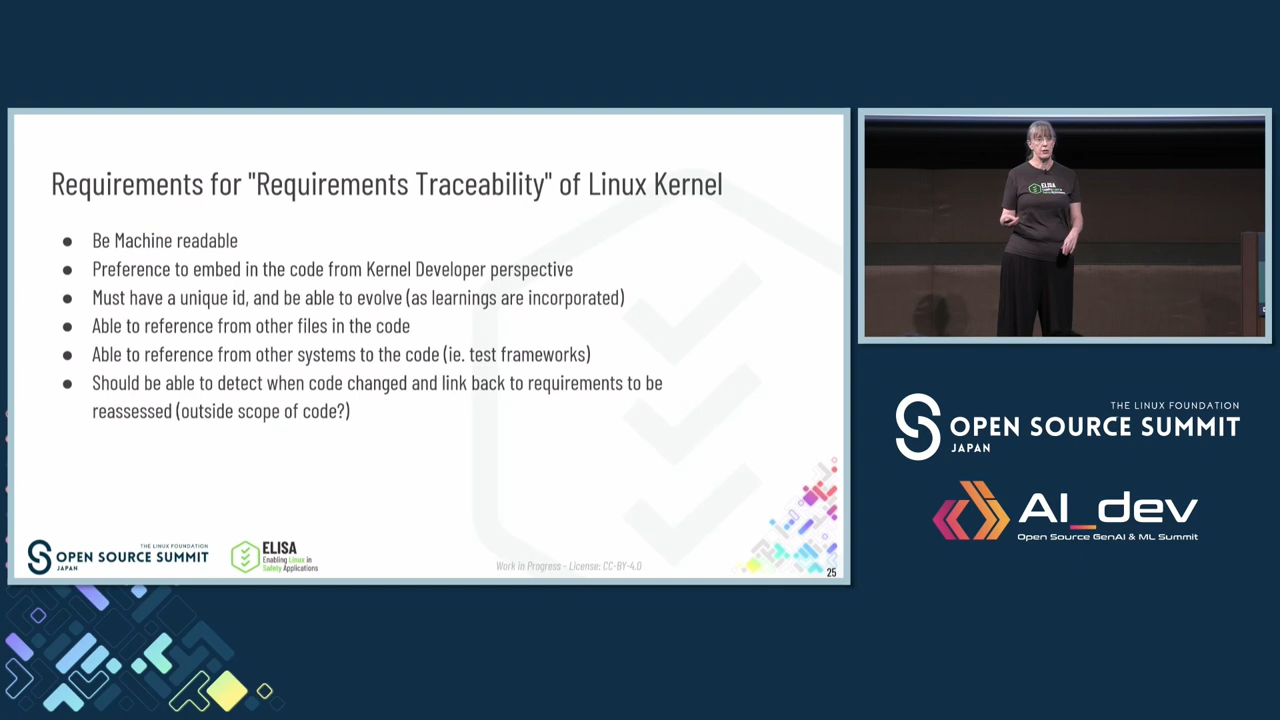 Requirements for "Requirements Traceability" of Linux Kernel
● Be Machine readable
● Preference to embed in the code from Kernel Developer perspective
● Must have a unique id, and be able to evolve (as learnings are incorporated)
● Able to reference from other files in the code
● Able to reference from other systems to the code (ie. test frameworks)
● Should be able to detect when code changed and link back to requirements to be
reassessed (outside scope of code?)
THE LINUX FOUNDATION
OPEN SOURCE SUMMIT
JAPAN
ELISA
Enabling Linux in
Safety Applications
Work in Progress - License: CC-BY-4.0
25
ELISA
THE LINUX FOUNDATION
OPEN SOURCE SUMMIT
JAPAN
AI_dev
Open Source GenAI & ML Summit